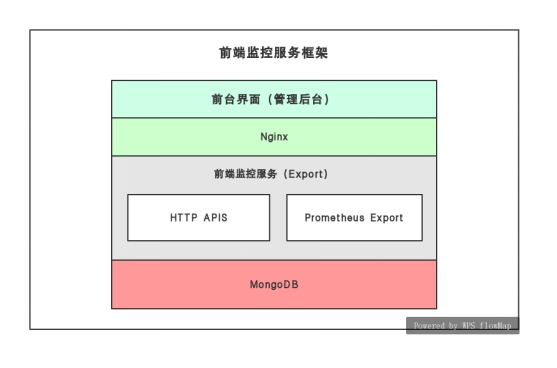 前端监控服务框架
前台界面（管理后台）
Nginx
前端监控服务（Export）
HTTP APIS
Prometheus Export
MongoDB
Powered by WPS flowMap